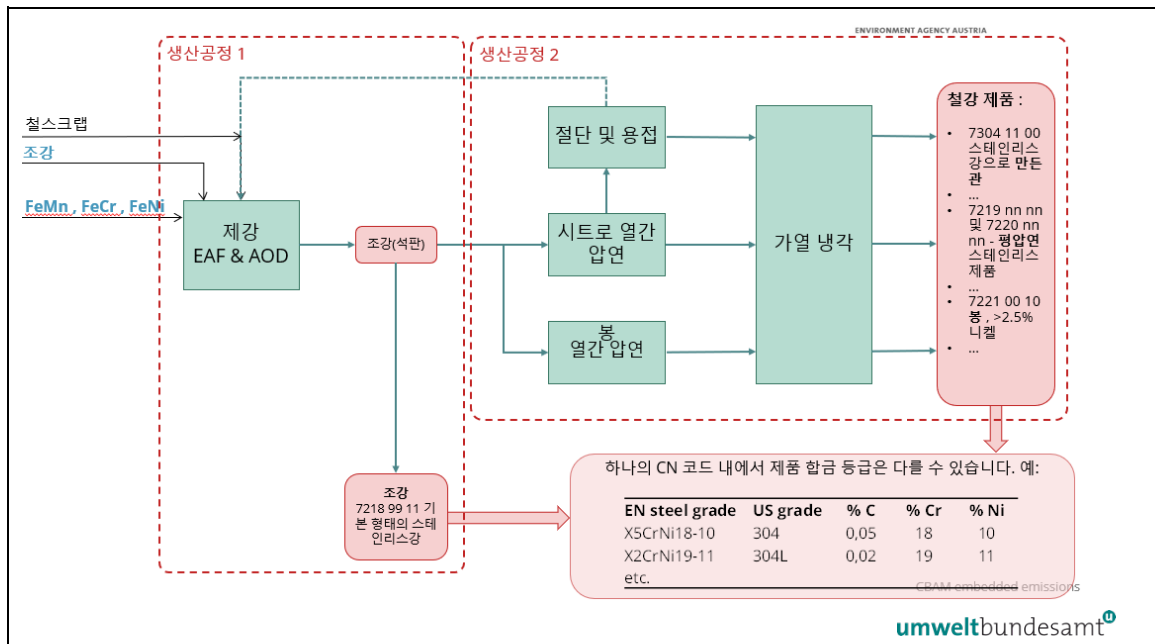 ENVIRONMENT AGENCY AUSTRIA
생산공정 1
생산공정 2
철스크랩
조강
FeMn , FeCr , FeNi
제강
EAF & AOD
조강(석판)
절단 및 용접
시트로 열간
압연
봉
열간 압연
가열 냉각
철강 제품 :
• 7304 11 00
스테인리스
강으로 만든
관
• ...
• 7219 nn nn
및 7220 nn
nn - 평압연
스테인리스
제품
• ...
• 7221 00 10
봉 , >2.5%
니켈
• ...
조강
7218 99 11 기
본 형태의 스테
인리스강
하나의 CN 코드 내에서 제품 합금 등급은 다를 수 있습니다. 예:
EN steel grade US grade % C % Cr % Ni
X5CrNi18-10 304 0,05 18 10
X2CrNi19-11 304L 0,02 19 11
etc.
CBAM embedded emissions
umweltbundesamt u